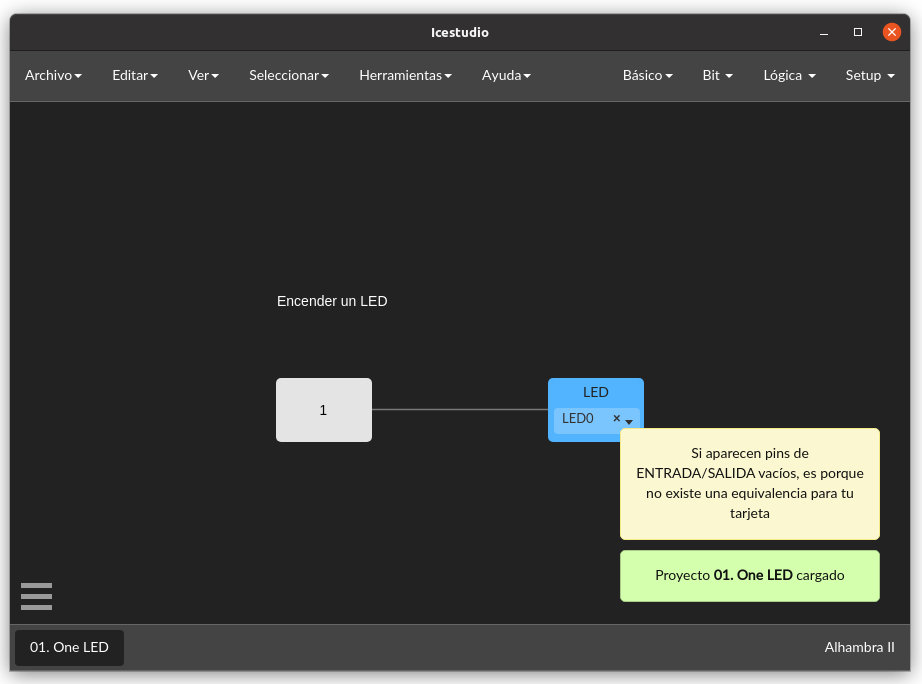 Icestudio
Archivo Editar Ver Seleccionar Herramientas Ayuda Básico Bit Lógica Setup
Encender un LED
1
LED
LED0 ×
Si aparecen pins de
ENTRADA/SALIDA vacíos, es porque
no existe una equivalencia para tu
tarjeta
Proyecto 01. One LED cargado
01. One LED
Alhambra II